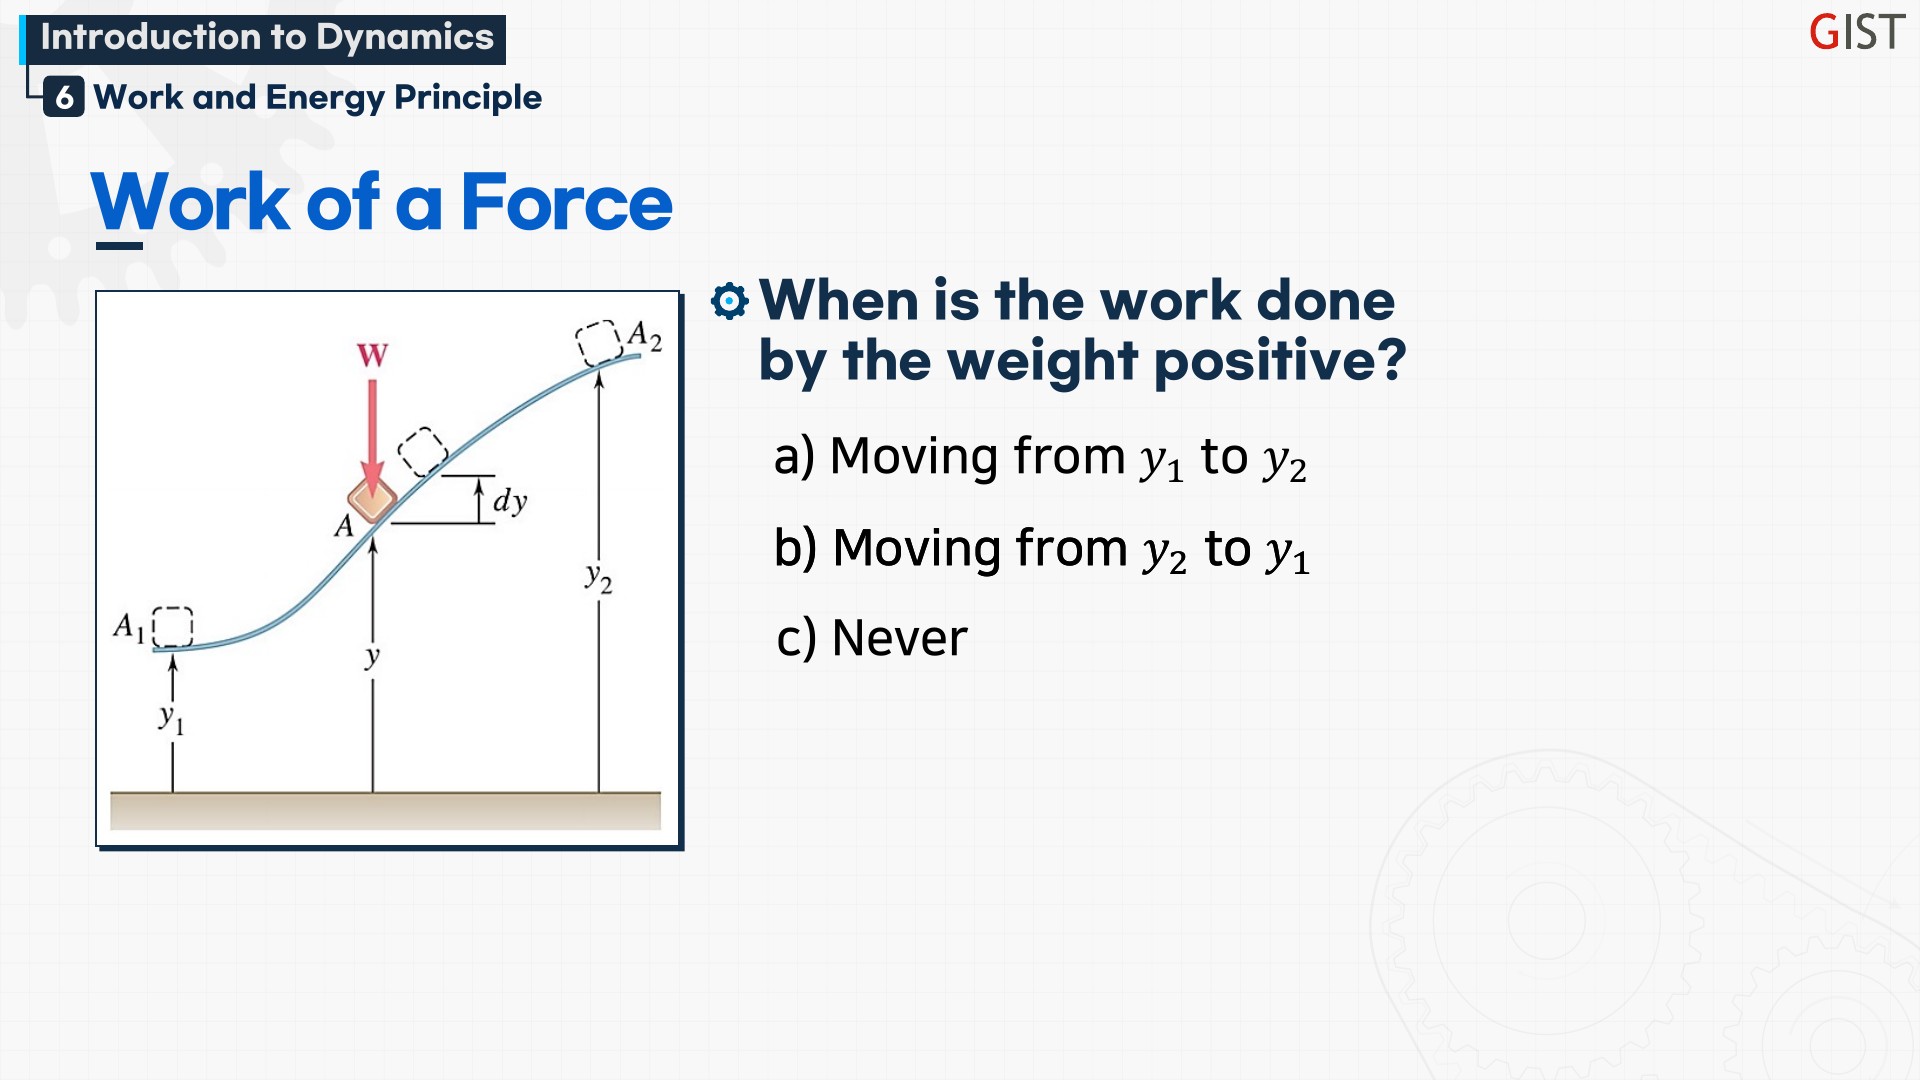 Introduction to Dynamics
GIST
6 Work and Energy Principle
Work of a Force
When is the work done
by the weight positive?
a) Moving from y₁ to y₂
b) Moving from y₂ to y₁
c) Never
W
A₂
dy
A
y₂
A₁
y
y₁